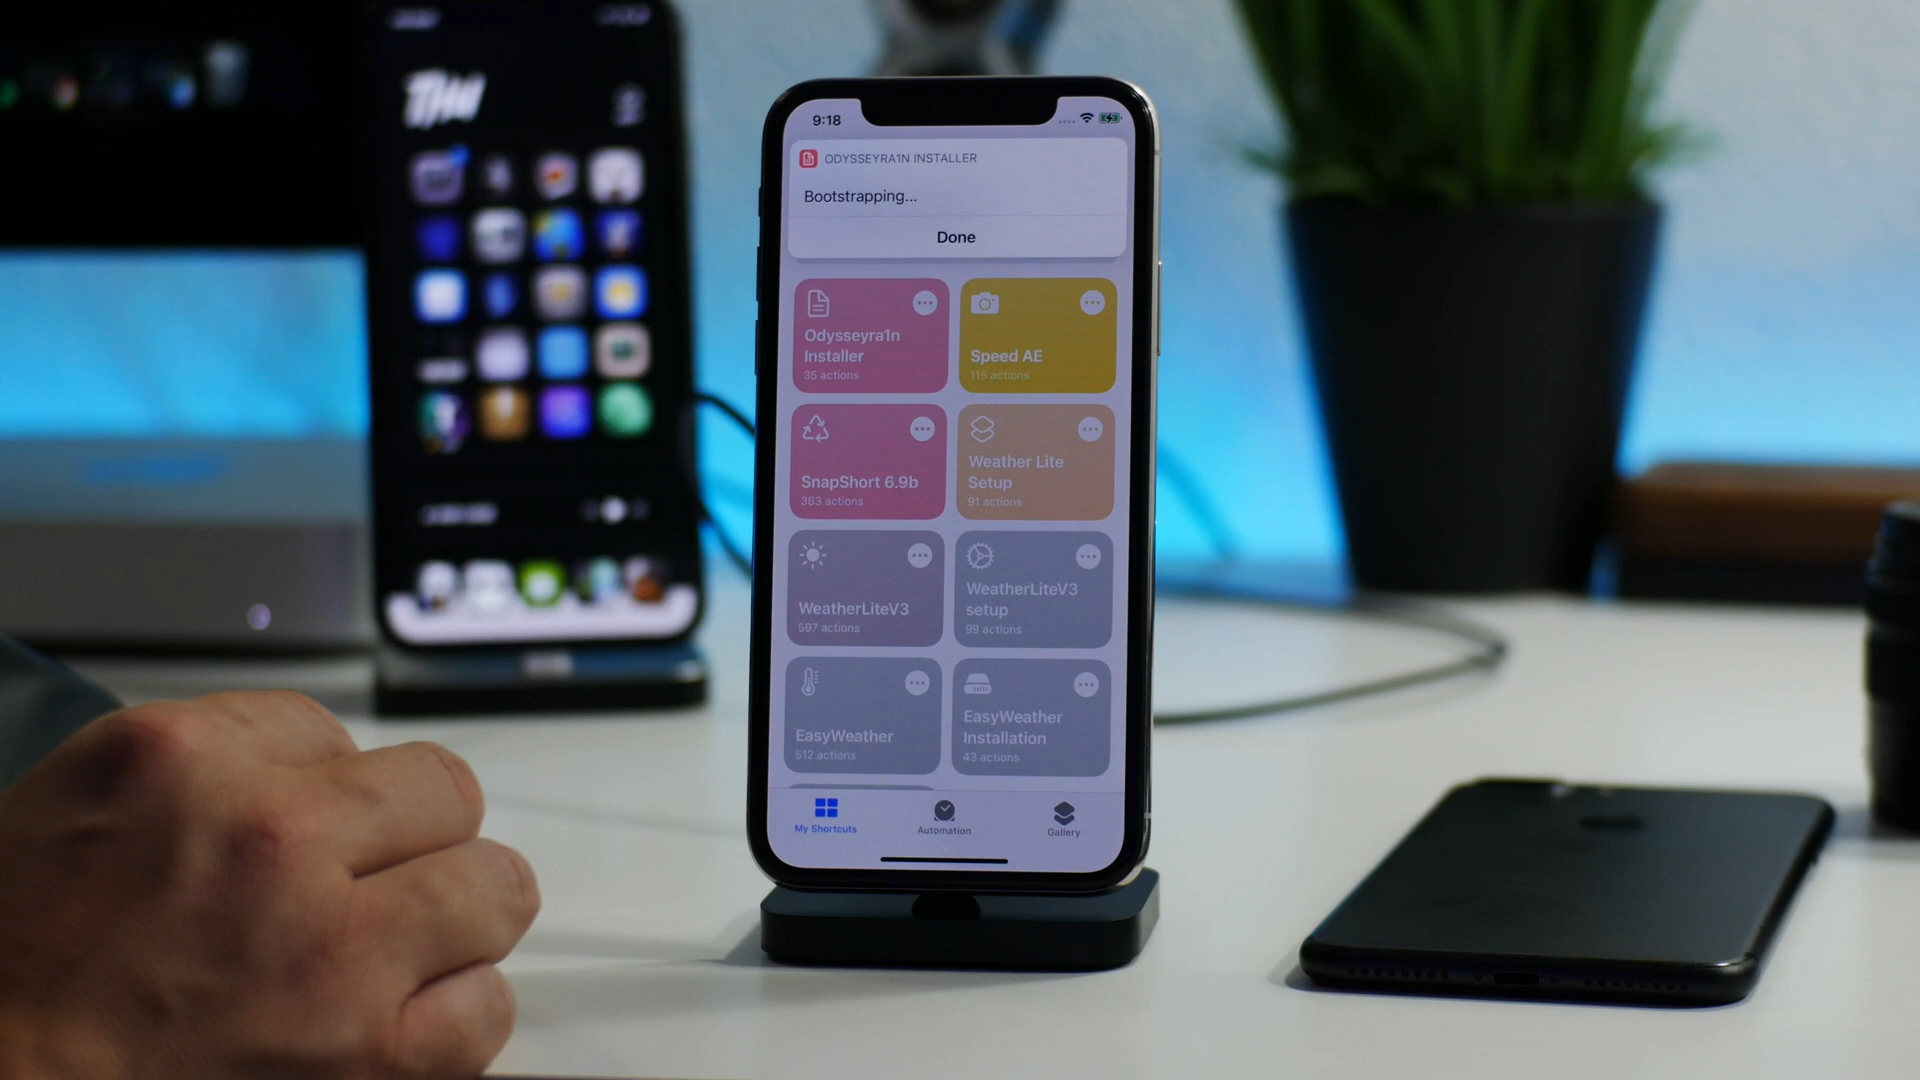 THU
9:18
ODYSSEYRA1N INSTALLER
Bootstrapping...
Done
Odysseyra1n
Installer
35 actions
Speed AE
115 actions
SnapShort 6.9b
363 actions
Weather Lite
Setup
91 actions
WeatherLiteV3
597 actions
WeatherLiteV3
setup
99 actions
EasyWeather
512 actions
EasyWeather
Installation
43 actions
My Shortcuts
Automation
Gallery